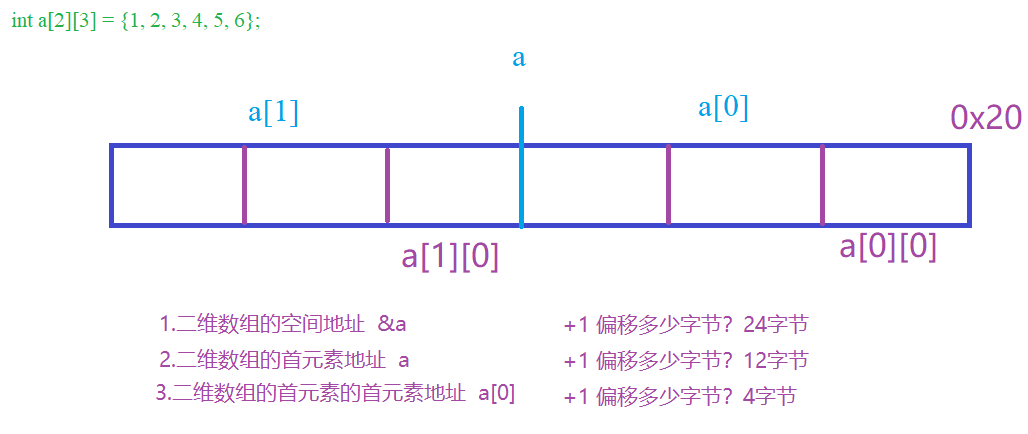 int a[2][3] = {1, 2, 3, 4, 5, 6};
a
a[1]
a[0]
0x20
a[1][0]
a[0][0]
1.二维数组的空间地址 &a +1 偏移多少字节? 24字节
2.二维数组的首元素地址 a +1 偏移多少字节? 12字节
3.二维数组的首元素的首元素地址 a[0] +1 偏移多少字节? 4字节